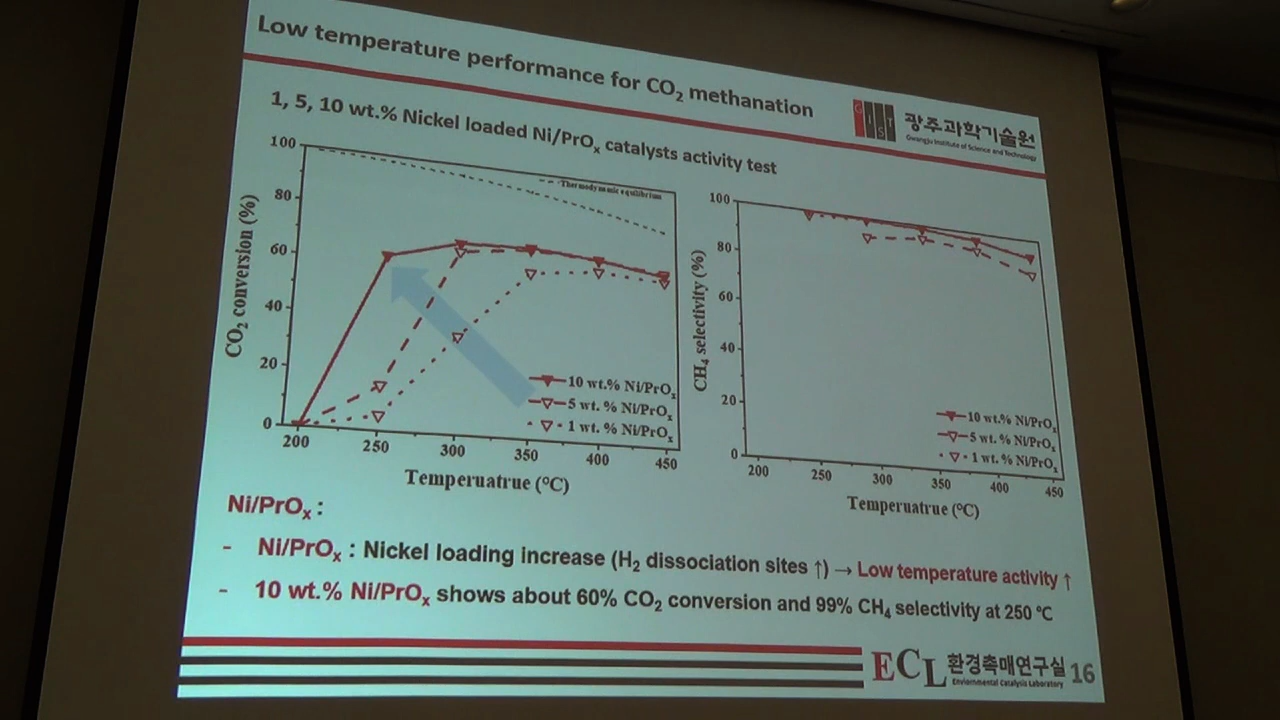 Low temperature performance for CO₂ methanation
GIST
광주과학기술원
Gwangju Institute of Science and Technology
1, 5, 10 wt.% Nickel loaded Ni/PrOₓ catalysts activity test
Thermodynamic equilibrium
CO₂ conversion (%)
100
80
60
40
20
0
200 250 300 350 400 450
Temperuatrue (°C)
10 wt.% Ni/PrOₓ
5 wt. % Ni/PrOₓ
1 wt. % Ni/PrOₓ
CH₄ selectivity (%)
100
80
60
40
20
0
200 250 300 350 400 450
Temperuatrue (°C)
10 wt.% Ni/PrOₓ
5 wt. % Ni/PrOₓ
1 wt. % Ni/PrOₓ
Ni/PrOₓ :
- Ni/PrOₓ : Nickel loading increase (H₂ dissociation sites ↑) → Low temperature activity ↑
- 10 wt.% Ni/PrOₓ shows about 60% CO₂ conversion and 99% CH₄ selectivity at 250 ℃
ECL 환경촉매연구실 16
Environmental Catalysis Laboratory